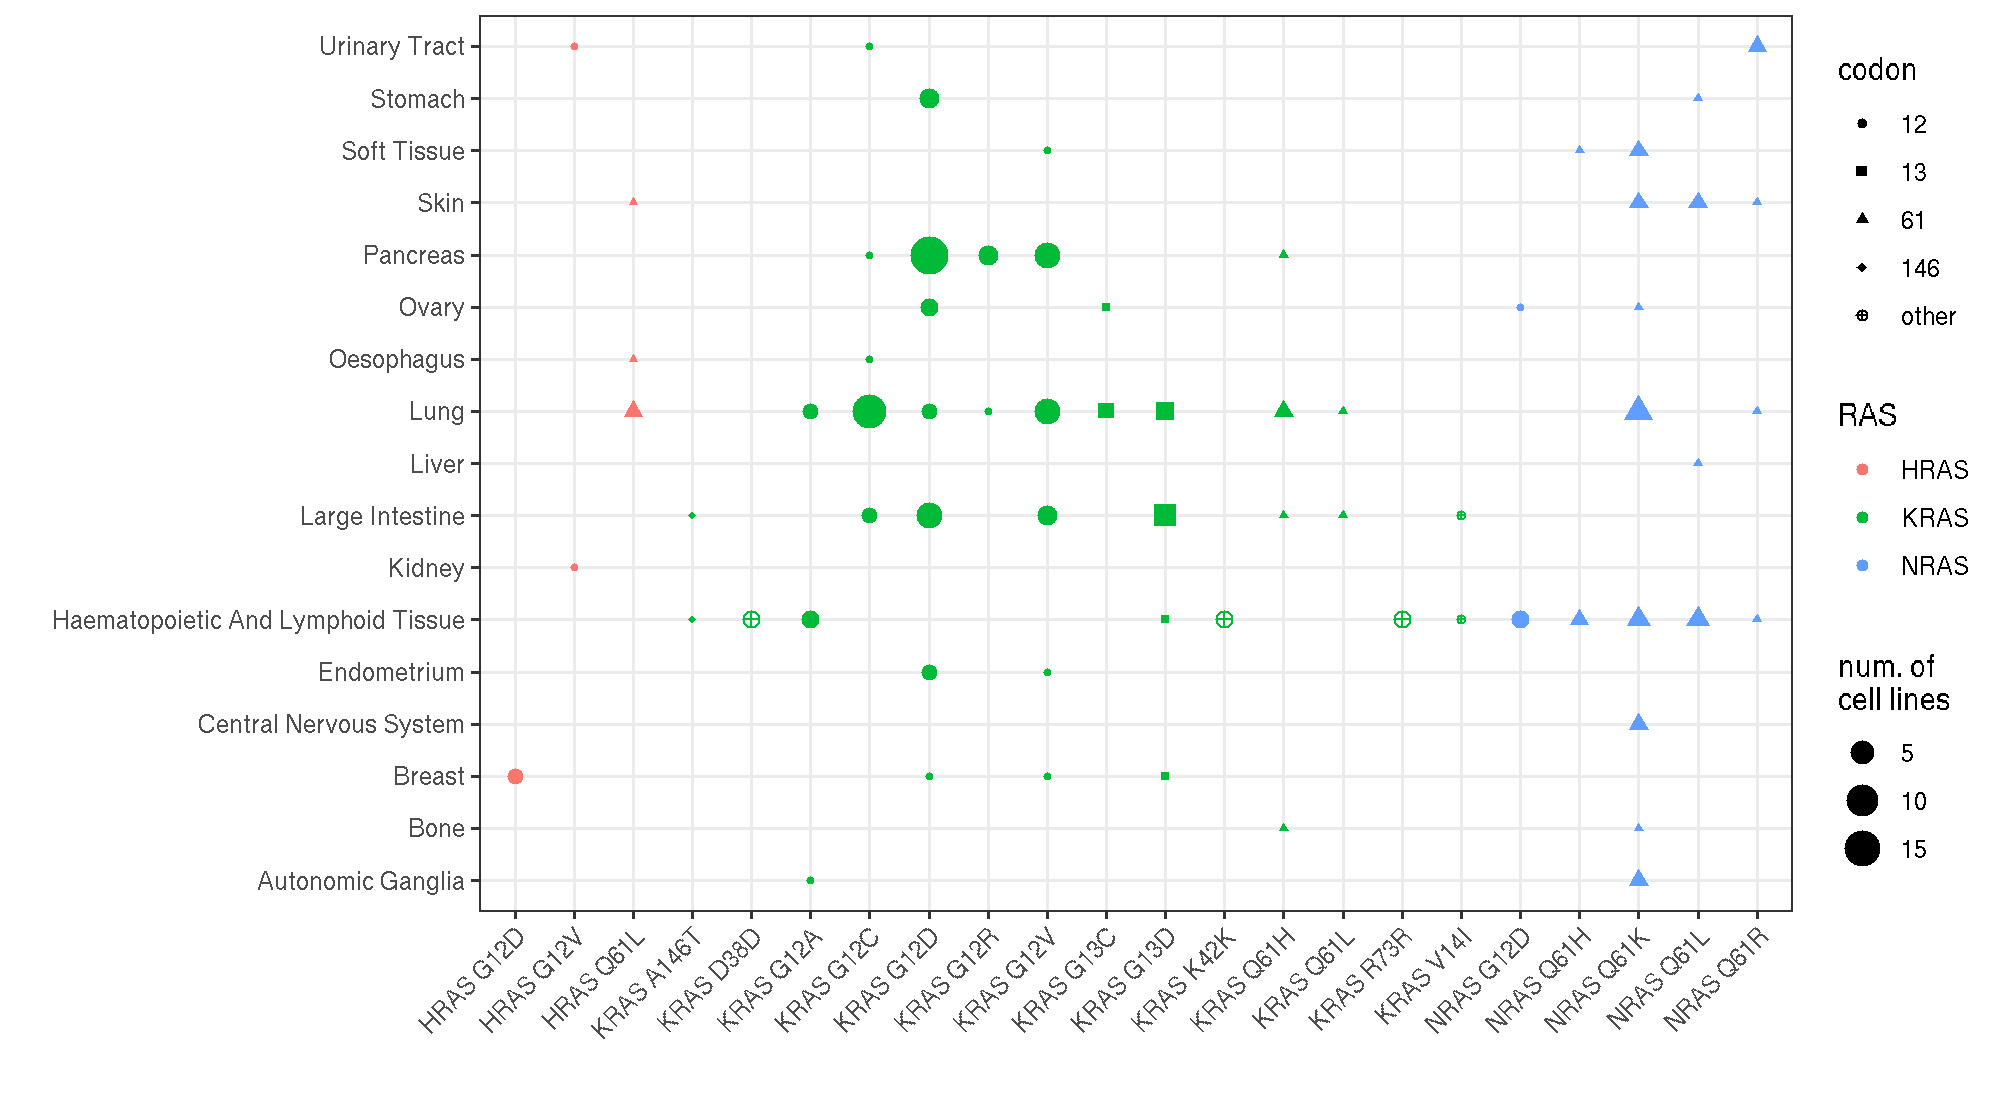 Urinary Tract
Stomach
Soft Tissue
Skin
Pancreas
Ovary
Oesophagus
Lung
Liver
Large Intestine
Kidney
Haematopoietic And Lymphoid Tissue
Endometrium
Central Nervous System
Breast
Bone
Autonomic Ganglia
HRAS G12D
HRAS G12V
HRAS Q61L
KRAS A146T
KRAS D38D
KRAS G12A
KRAS G12C
KRAS G12D
KRAS G12R
KRAS G12V
KRAS G13C
KRAS G13D
KRAS K42K
KRAS Q61H
KRAS Q61L
KRAS R73R
KRAS V14I
NRAS G12D
NRAS Q61H
NRAS Q61K
NRAS Q61L
NRAS Q61R
codon
12
13
61
146
other
RAS
HRAS
KRAS
NRAS
num. of
cell lines
5
10
15